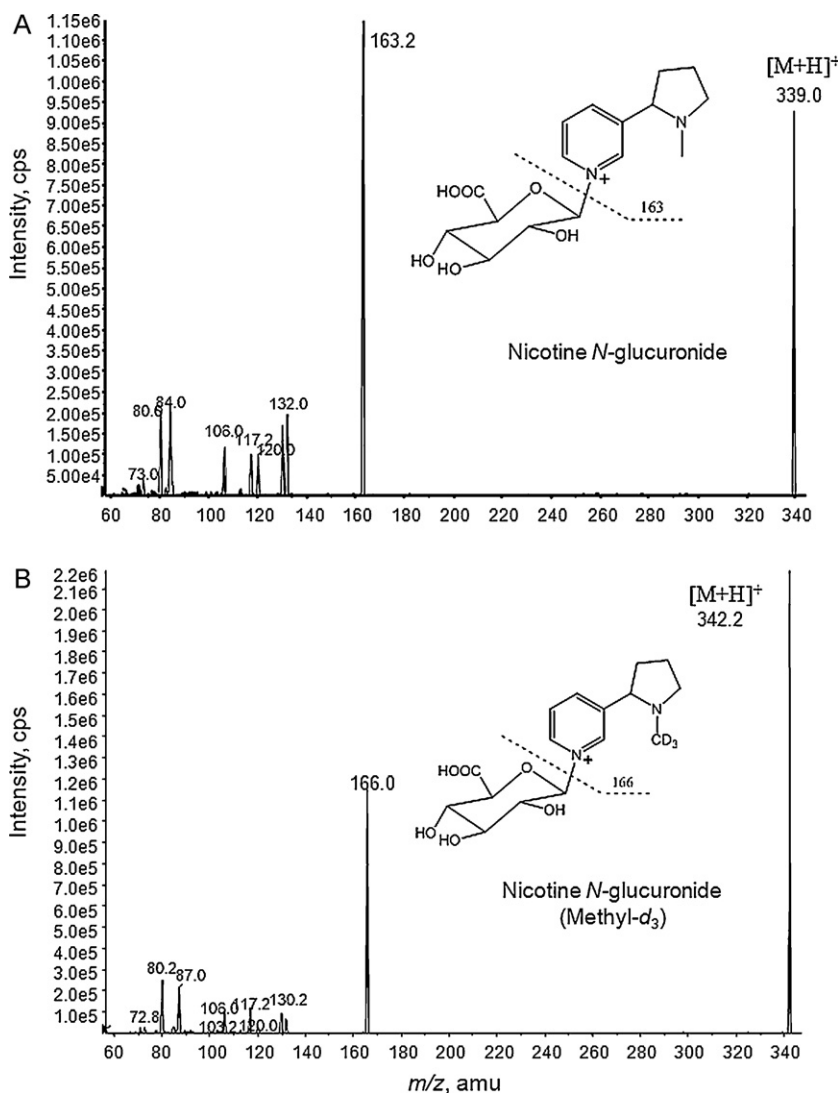 A
Intensity, cps
1.15e6
1.10e6
1.05e6
1.00e6
9.50e5
9.00e5
8.50e5
8.00e5
7.50e5
7.00e5
6.50e5
6.00e5
5.50e5
5.00e5
4.50e5
4.00e5
3.50e5
3.00e5
2.50e5
2.00e5
1.50e5
1.00e5
5.00e4
163.2
[M+H]+
339.0
N
N
+
HOOC
O
OH
HO
HO
163
Nicotine N-glucuronide
73.0
80.6
84.0
106.0
117.2
120.0
132.0
60 80 100 120 140 160 180 200 220 240 260 280 300 320 340
B
Intensity, cps
2.2e6
2.1e6
2.0e6
1.9e6
1.8e6
1.7e6
1.6e6
1.5e6
1.4e6
1.3e6
1.2e6
1.1e6
1.0e6
9.0e5
8.0e5
7.0e5
6.0e5
5.0e5
4.0e5
3.0e5
2.0e5
1.0e5
[M+H]+
342.2
166.0
N
CD3
N
+
HOOC
O
OH
HO
HO
166
Nicotine N-glucuronide
(Methyl-d3)
72.8
80.2
87.0
103.2
106.0
117.2
120.0
130.2
60 80 100 120 140 160 180 200 220 240 260 280 300 320 340
m/z, amu